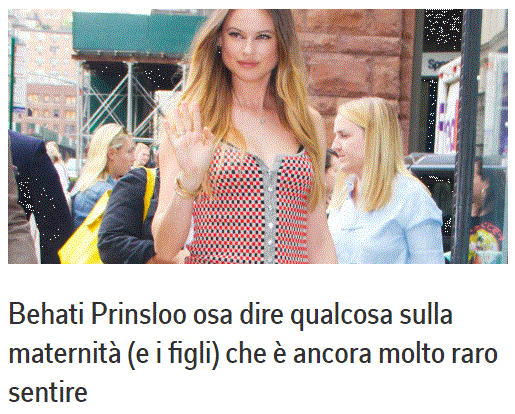 Behati Prinsloo osa dire qualcosa sulla
maternità (e i figli) che è ancora molto raro
sentire